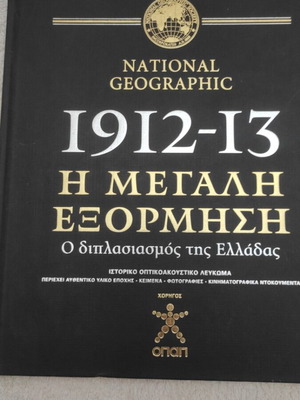 NATIONAL
GEOGRAPHIC
1912-13
Η ΜΕΓΑΛΗ
ΕΞΟΡΜΗΣΗ
Ο διπλασιασμός της Ελλάδας
ΙΣΤΟΡΙΚΟ ΟΠΤΙΚΟΑΚΟΥΣΤΙΚΟ ΛΕΥΚΩΜΑ
ΠΕΡΙΕΧΕΙ ΑΥΘΕΝΤΙΚΟ ΥΛΙΚΟ ΕΠΟΧΗΣ • ΚΕΙΜΕΝΑ • ΦΩΤΟΓΡΑΦΙΕΣ • ΚΙΝΗΜΑΤΟΓΡΑΦΙΚΑ ΝΤΟΚΟΥΜΕΝΤΑ
ΧΟΡΗΓΟΣ
ΟΠΑΠ